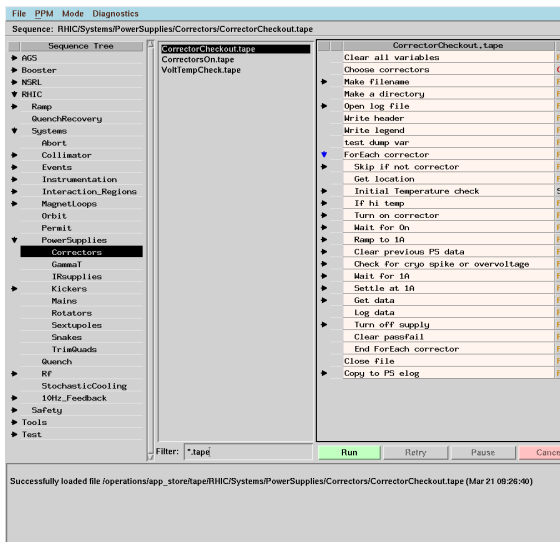 File PPM Mode Diagnostics
Sequence: RHIC/Systems/PowerSupplies/Correctors/CorrectorCheckout.tape
Sequence Tree
AGS
Booster
NSRL
RHIC
Ramp
QuenchRecovery
Systems
Abort
Collimator
Events
Instrumentation
Interaction_Regions
MagnetLoops
Orbit
Permit
PowerSupplies
Correctors
GammaT
IRsupplies
Kickers
Mains
Rotators
Sextupoles
Snakes
TrimQuads
Quench
Rf
StochasticCooling
10Hz_Feedback
Safety
Tools
Test
CorrectorCheckout.tape
CorrectorsOn.tape
VoltTempCheck.tape
Filter: *.tape
CorrectorCheckout.tape
Clear all variables
Choose correctors
Make filename
Make a directory
Open log file
Write header
Write legend
test dump var
ForEach corrector
Skip if not corrector
Get location
Initial Temperature check
If hi temp
Turn on corrector
Wait for On
Ramp to 1A
Clear previous PS data
Check for cryo spike or overvoltage
Wait for 1A
Settle at 1A
Get data
Log data
Turn off supply
Clear passfail
End ForEach corrector
Close file
Copy to PS elog
Run Retry Pause Cance
Successfully loaded file /operations/app_store/tape/RHIC/Systems/PowerSupplies/Correctors/CorrectorCheckout.tape (Mar 21 08:26:40)